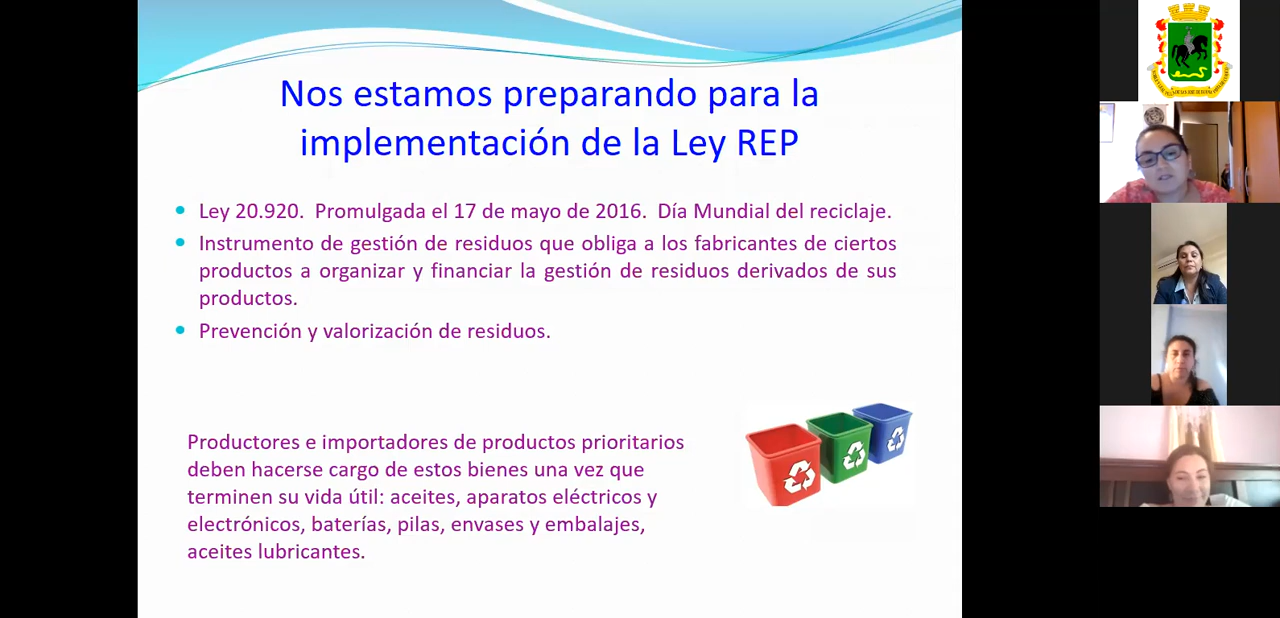 Nos estamos preparando para la
implementación de la Ley REP
Ley 20.920. Promulgada el 17 de mayo de 2016. Día Mundial del reciclaje.
Instrumento de gestión de residuos que obliga a los fabricantes de ciertos
productos a organizar y financiar la gestión de residuos derivados de sus
productos.
Prevención y valorización de residuos.
Productores e importadores de productos prioritarios
deben hacerse cargo de estos bienes una vez que
terminen su vida útil: aceites, aparatos eléctricos y
electrónicos, baterías, pilas, envases y embalajes,
aceites lubricantes.